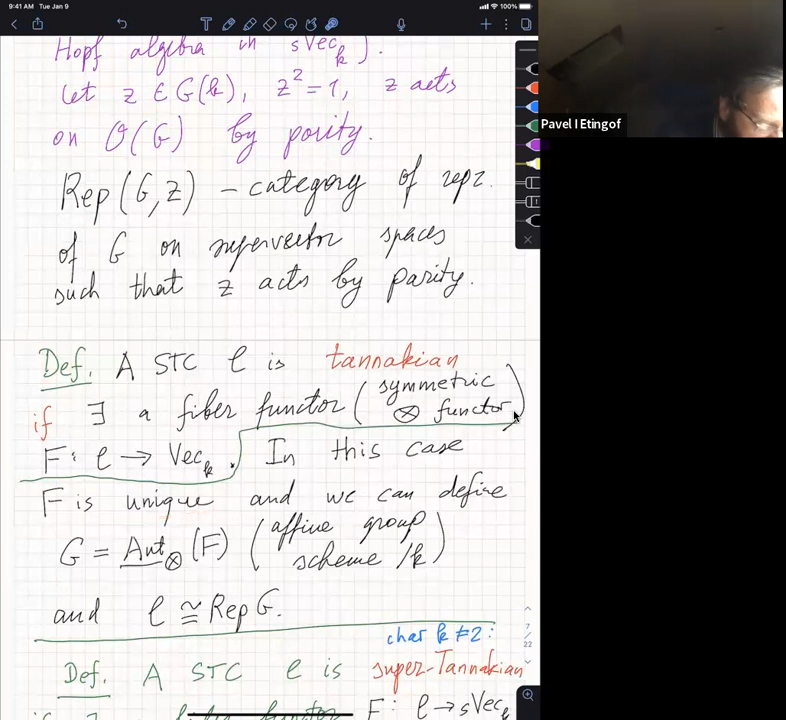 9:41 AM Tue Jan 9
100%
Hopf algebra in sVec_k).
Let z ∈ G(k), z² = 1, z acts
on O(G) by parity.
Rep(G, z) – category of repr.
of G on supervector spaces
such that z acts by parity.
Def. A STC ℓ is tannakian
if ∃ a fiber functor (symmetric ⊗ functor)
F: ℓ → Vec_k. In this case
F is unique and we can define
G = Aut_⊗(F) (affine group scheme /k)
and ℓ ≅ Rep G.
char k ≠ 2:
Def. A STC ℓ is super-Tannakian
F: ℓ → sVec_k
7
22
Pavel I Etingof